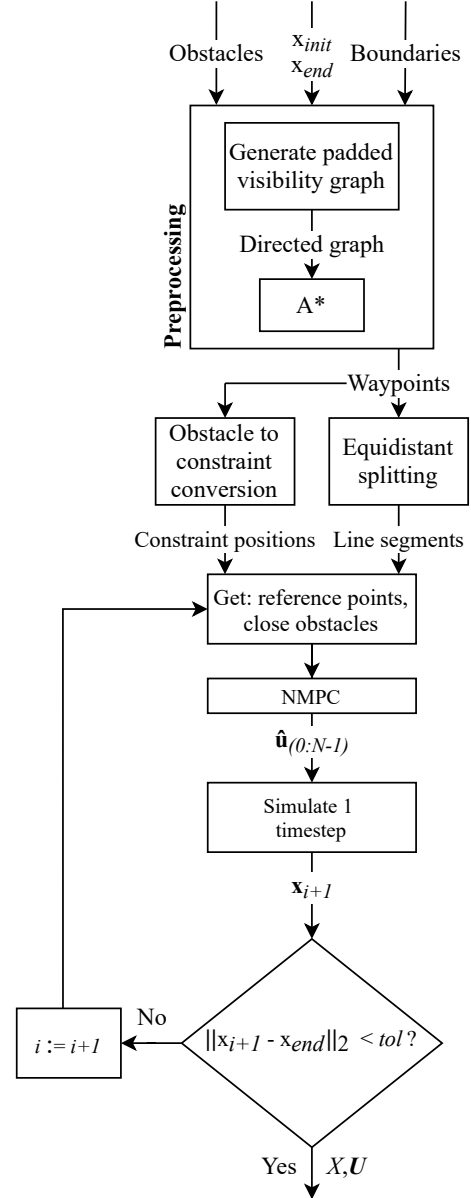 Obstacles
x_init
x_end
Boundaries
Preprocessing
Generate padded
visibility graph
Directed graph
A*
Waypoints
Obstacle to
constraint
conversion
Equidistant
splitting
Constraint positions
Line segments
Get: reference points,
close obstacles
NMPC
û_(0:N-1)
Simulate 1
timestep
x_i+1
||x_i+1 - x_end||_2 < tol ?
No
i := i+1
Yes
X,U